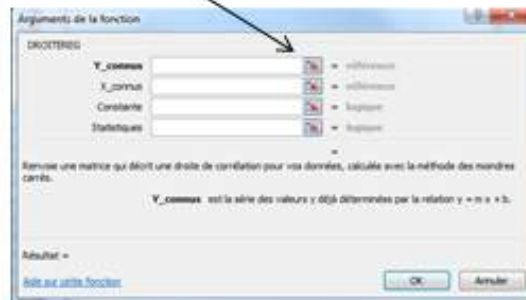 Arguments de la fonction
DROITEREG
Y_connus = référence
X_connus = référence
Constante = logique
Statistiques = logique
=
Renvoie une matrice qui décrit une droite de corrélation pour vos données, calculée avec la méthode des moindres
carrés.
Y_connus est la série des valeurs y déjà déterminées par la relation y = m x + b.
Résultat =
Aide sur cette fonction
OK Annuler